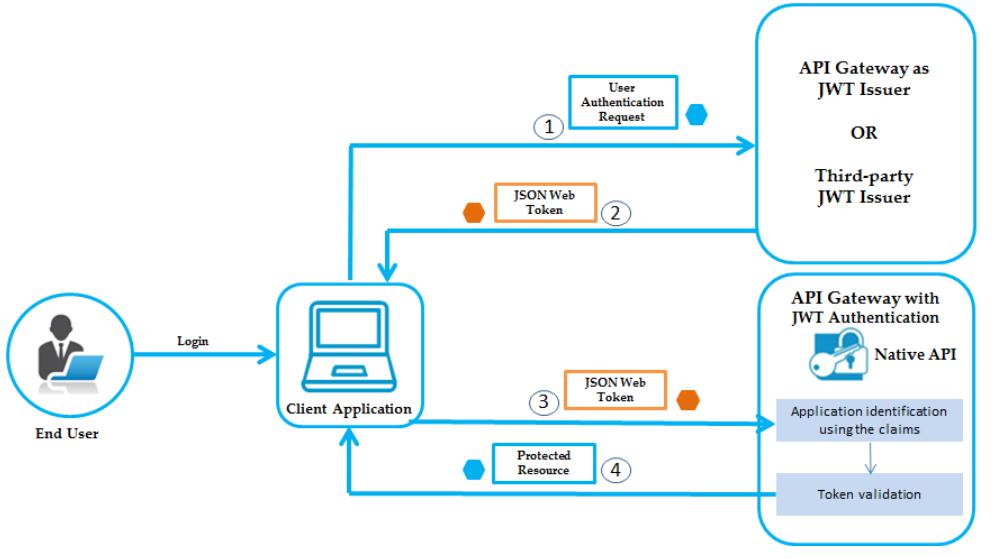 User
Authentication
Request
1
API Gateway as
JWT Issuer
OR
Third-party
JWT Issuer
JSON Web
Token
2
Login
End User
Client Application
API Gateway with
JWT Authentication
Native API
JSON Web
Token
3
Application identification
using the claims
Protected
Resource
4
Token validation